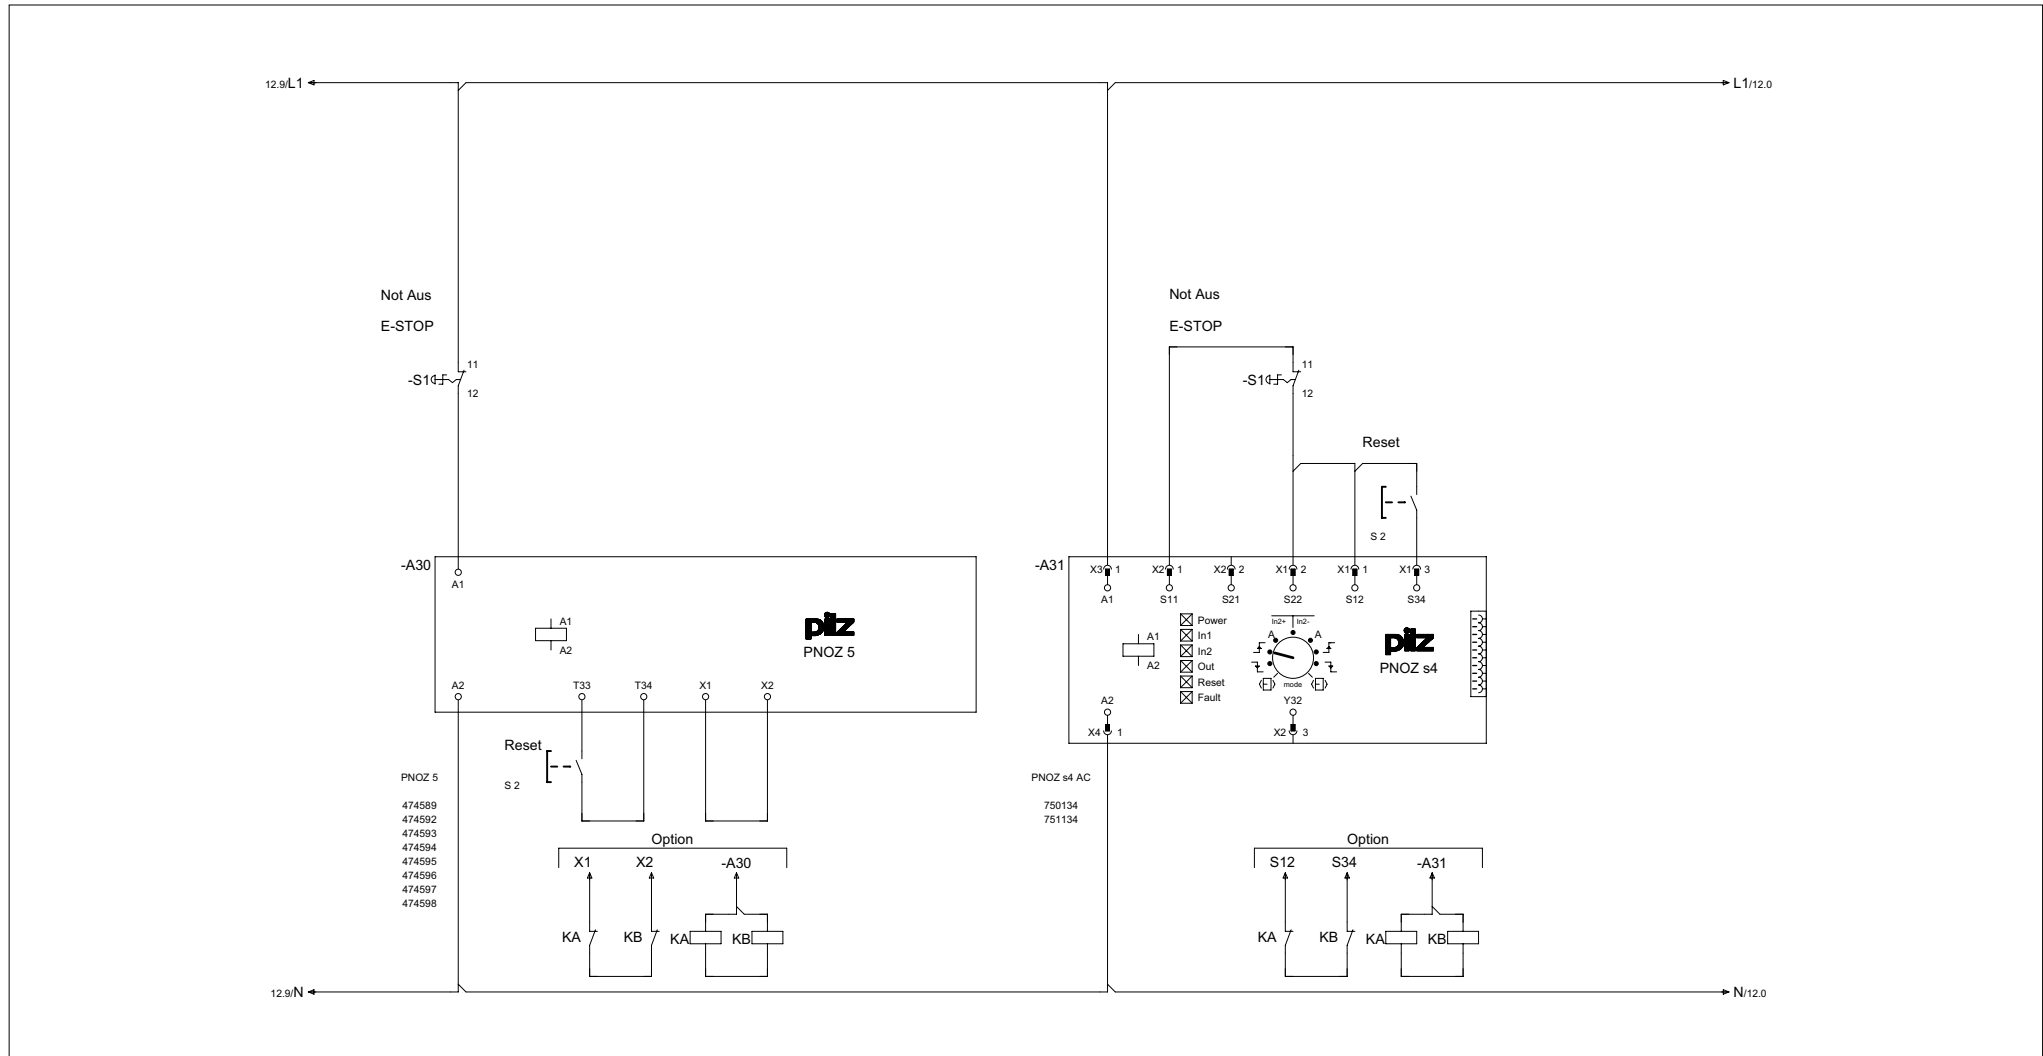 12.9/L1
L1/12.0
Not Aus
E-STOP
-S1
11
12
Not Aus
E-STOP
-S1
11
12
Reset
S 2
-A30
A1
A1
A2
pilz
PNOZ 5
A2
T33
T34
X1
X2
Reset
S 2
PNOZ 5
474589
474592
474593
474594
474595
474596
474597
474598
Option
X1
X2
-A30
KA
KB
KA
KB
-A31
X3 1
X2 1
X2 2
X1 2
X1 1
X1 3
A1
S11
S21
S22
S12
S34
Power
In1
In2
Out
Reset
Fault
A1
A2
In2+
In2-
A
A
mode
pilz
PNOZ s4
A2
Y32
X4 1
X2 3
PNOZ s4 AC
750134
751134
Option
S12
S34
-A31
KA
KB
KA
KB
12.9/N
N/12.0